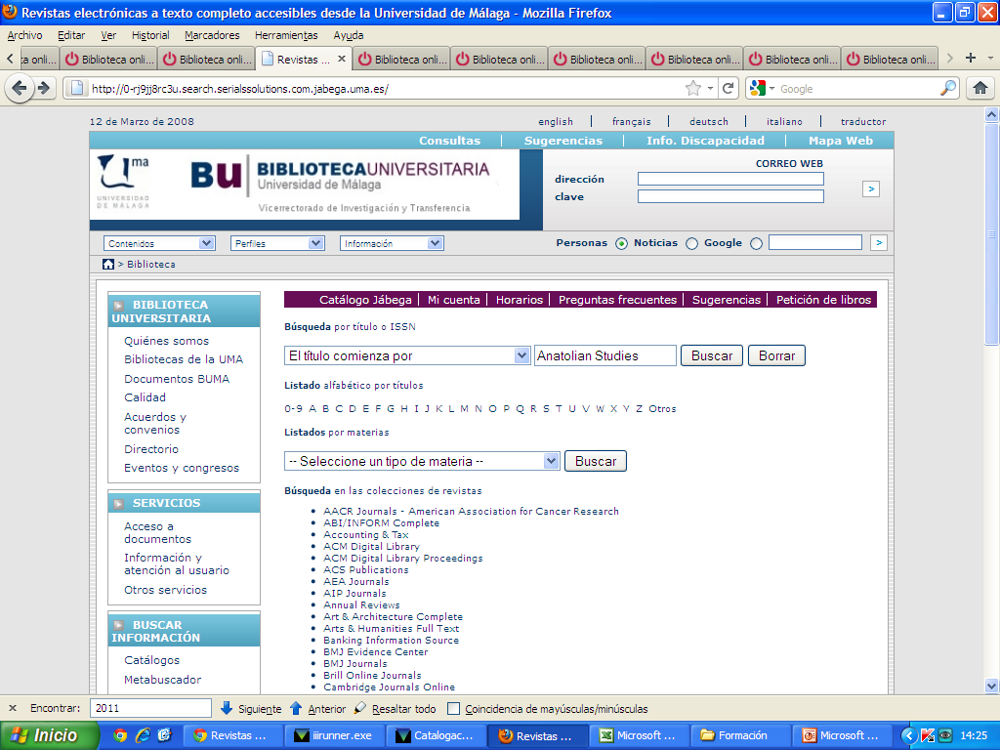 Revistas electrónicas a texto completo accesibles desde la Universidad de Málaga - Mozilla Firefox
Archivo Editar Ver Historial Marcadores Herramientas Ayuda
ca onli... Biblioteca onli... Biblioteca onli... Revistas ... Biblioteca onli... Biblioteca onli... Biblioteca onli... Biblioteca onli... Biblioteca onli... Biblioteca onli...
http://0-rj9jj8rc3u.search.serialssolutions.com.jabega.uma.es/
Google
12 de Marzo de 2008
english | français | deutsch | italiano | traductor
Consultas | Sugerencias | Info. Discapacidad | Mapa Web
uma
UNIVERSIDAD
DE MÁLAGA
Bu BIBLIOTECAUNIVERSITARIA
Universidad de Málaga
Vicerrectorado de Investigación y Transferencia
CORREO WEB
dirección
clave
>
Contenidos Perfiles Información
Personas Noticias Google >
> Biblioteca
BIBLIOTECA
UNIVERSITARIA
Quiénes somos
Bibliotecas de la UMA
Documentos BUMA
Calidad
Acuerdos y
convenios
Directorio
Eventos y congresos
SERVICIOS
Acceso a
documentos
Información y
atención al usuario
Otros servicios
BUSCAR
INFORMACIÓN
Catálogos
Metabuscador
Catálogo Jábega | Mi cuenta | Horarios | Preguntas frecuentes | Sugerencias | Petición de libros
Búsqueda por título o ISSN
El título comienza por Anatolian Studies Buscar Borrar
Listado alfabético por títulos
0-9 A B C D E F G H I J K L M N O P Q R S T U V W X Y Z Otros
Listados por materias
-- Seleccione un tipo de materia -- Buscar
Búsqueda en las colecciones de revistas
AACR Journals - American Association for Cancer Research
ABI/INFORM Complete
Accounting & Tax
ACM Digital Library
ACM Digital Library Proceedings
ACS Publications
AEA Journals
AIP Journals
Annual Reviews
Art & Architecture Complete
Arts & Humanities Full Text
Banking Information Source
BMJ Evidence Center
BMJ Journals
Brill Online Journals
Cambridge Journals Online
x Encontrar: 2011 Siguiente Anterior Resaltar todo Coincidencia de mayúsculas/minúsculas
Inicio Revistas ... iiirunner.exe Catalogac... Revistas ... Microsoft ... Formación Microsoft ... 14:25